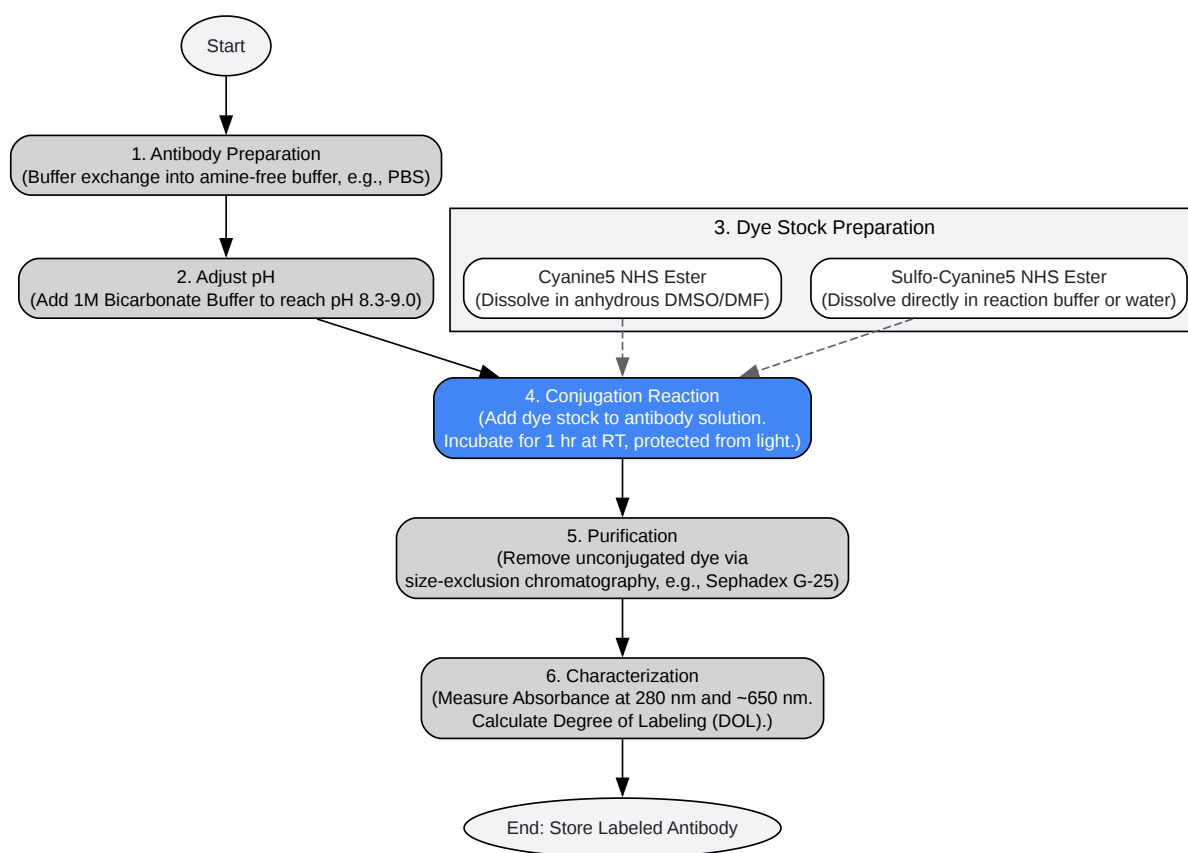 Start
1. Antibody Preparation
(Buffer exchange into amine-free buffer, e.g., PBS)
2. Adjust pH
(Add 1M Bicarbonate Buffer to reach pH 8.3-9.0)
3. Dye Stock Preparation
Cyanine5 NHS Ester
(Dissolve in anhydrous DMSO/DMF)
Sulfo-Cyanine5 NHS Ester
(Dissolve directly in reaction buffer or water)
4. Conjugation Reaction
(Add dye stock to antibody solution.
Incubate for 1 hr at RT, protected from light.)
5. Purification
(Remove unconjugated dye via
size-exclusion chromatography, e.g., Sephadex G-25)
6. Characterization
(Measure Absorbance at 280 nm and ~650 nm.
Calculate Degree of Labeling (DOL).)
End: Store Labeled Antibody